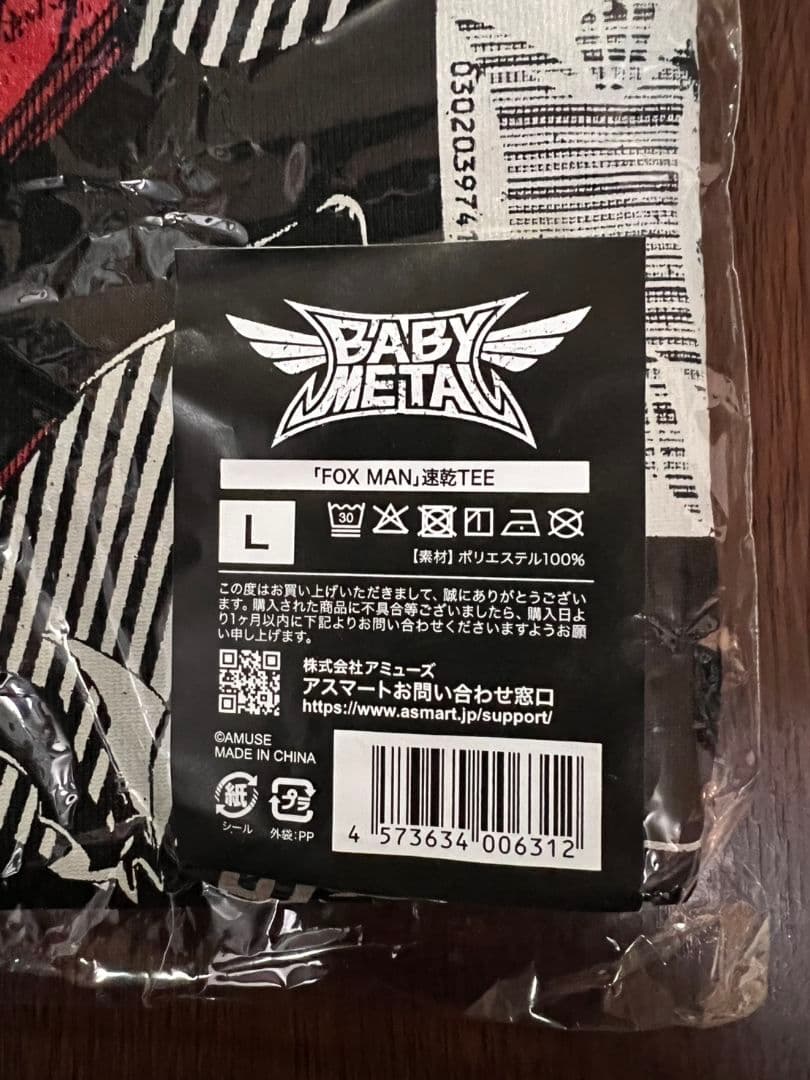 0302039741
BABY
METAL
「FOX MAN」速乾TEE
L
30
【素材】ポリエステル100%
この度はお買い上げいただきまして、誠にありがとうござい
ます。購入された商品に不具合等ございましたら、購入日よ
り1ヶ月以内に下記よりお問い合わせくださいますようお願
い申し上げます。
株式会社アミューズ
アスマートお問い合わせ窓口
https://www.asmart.jp/support/
©AMUSE
MADE IN CHINA
紙
シール
プラ
外袋:PP
4 573634 006312